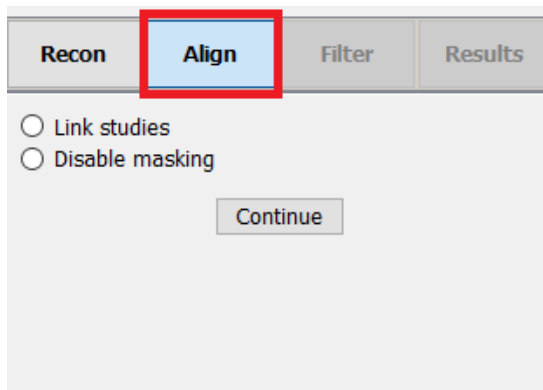 Recon Align Filter Results
Link studies
Disable masking
Continue